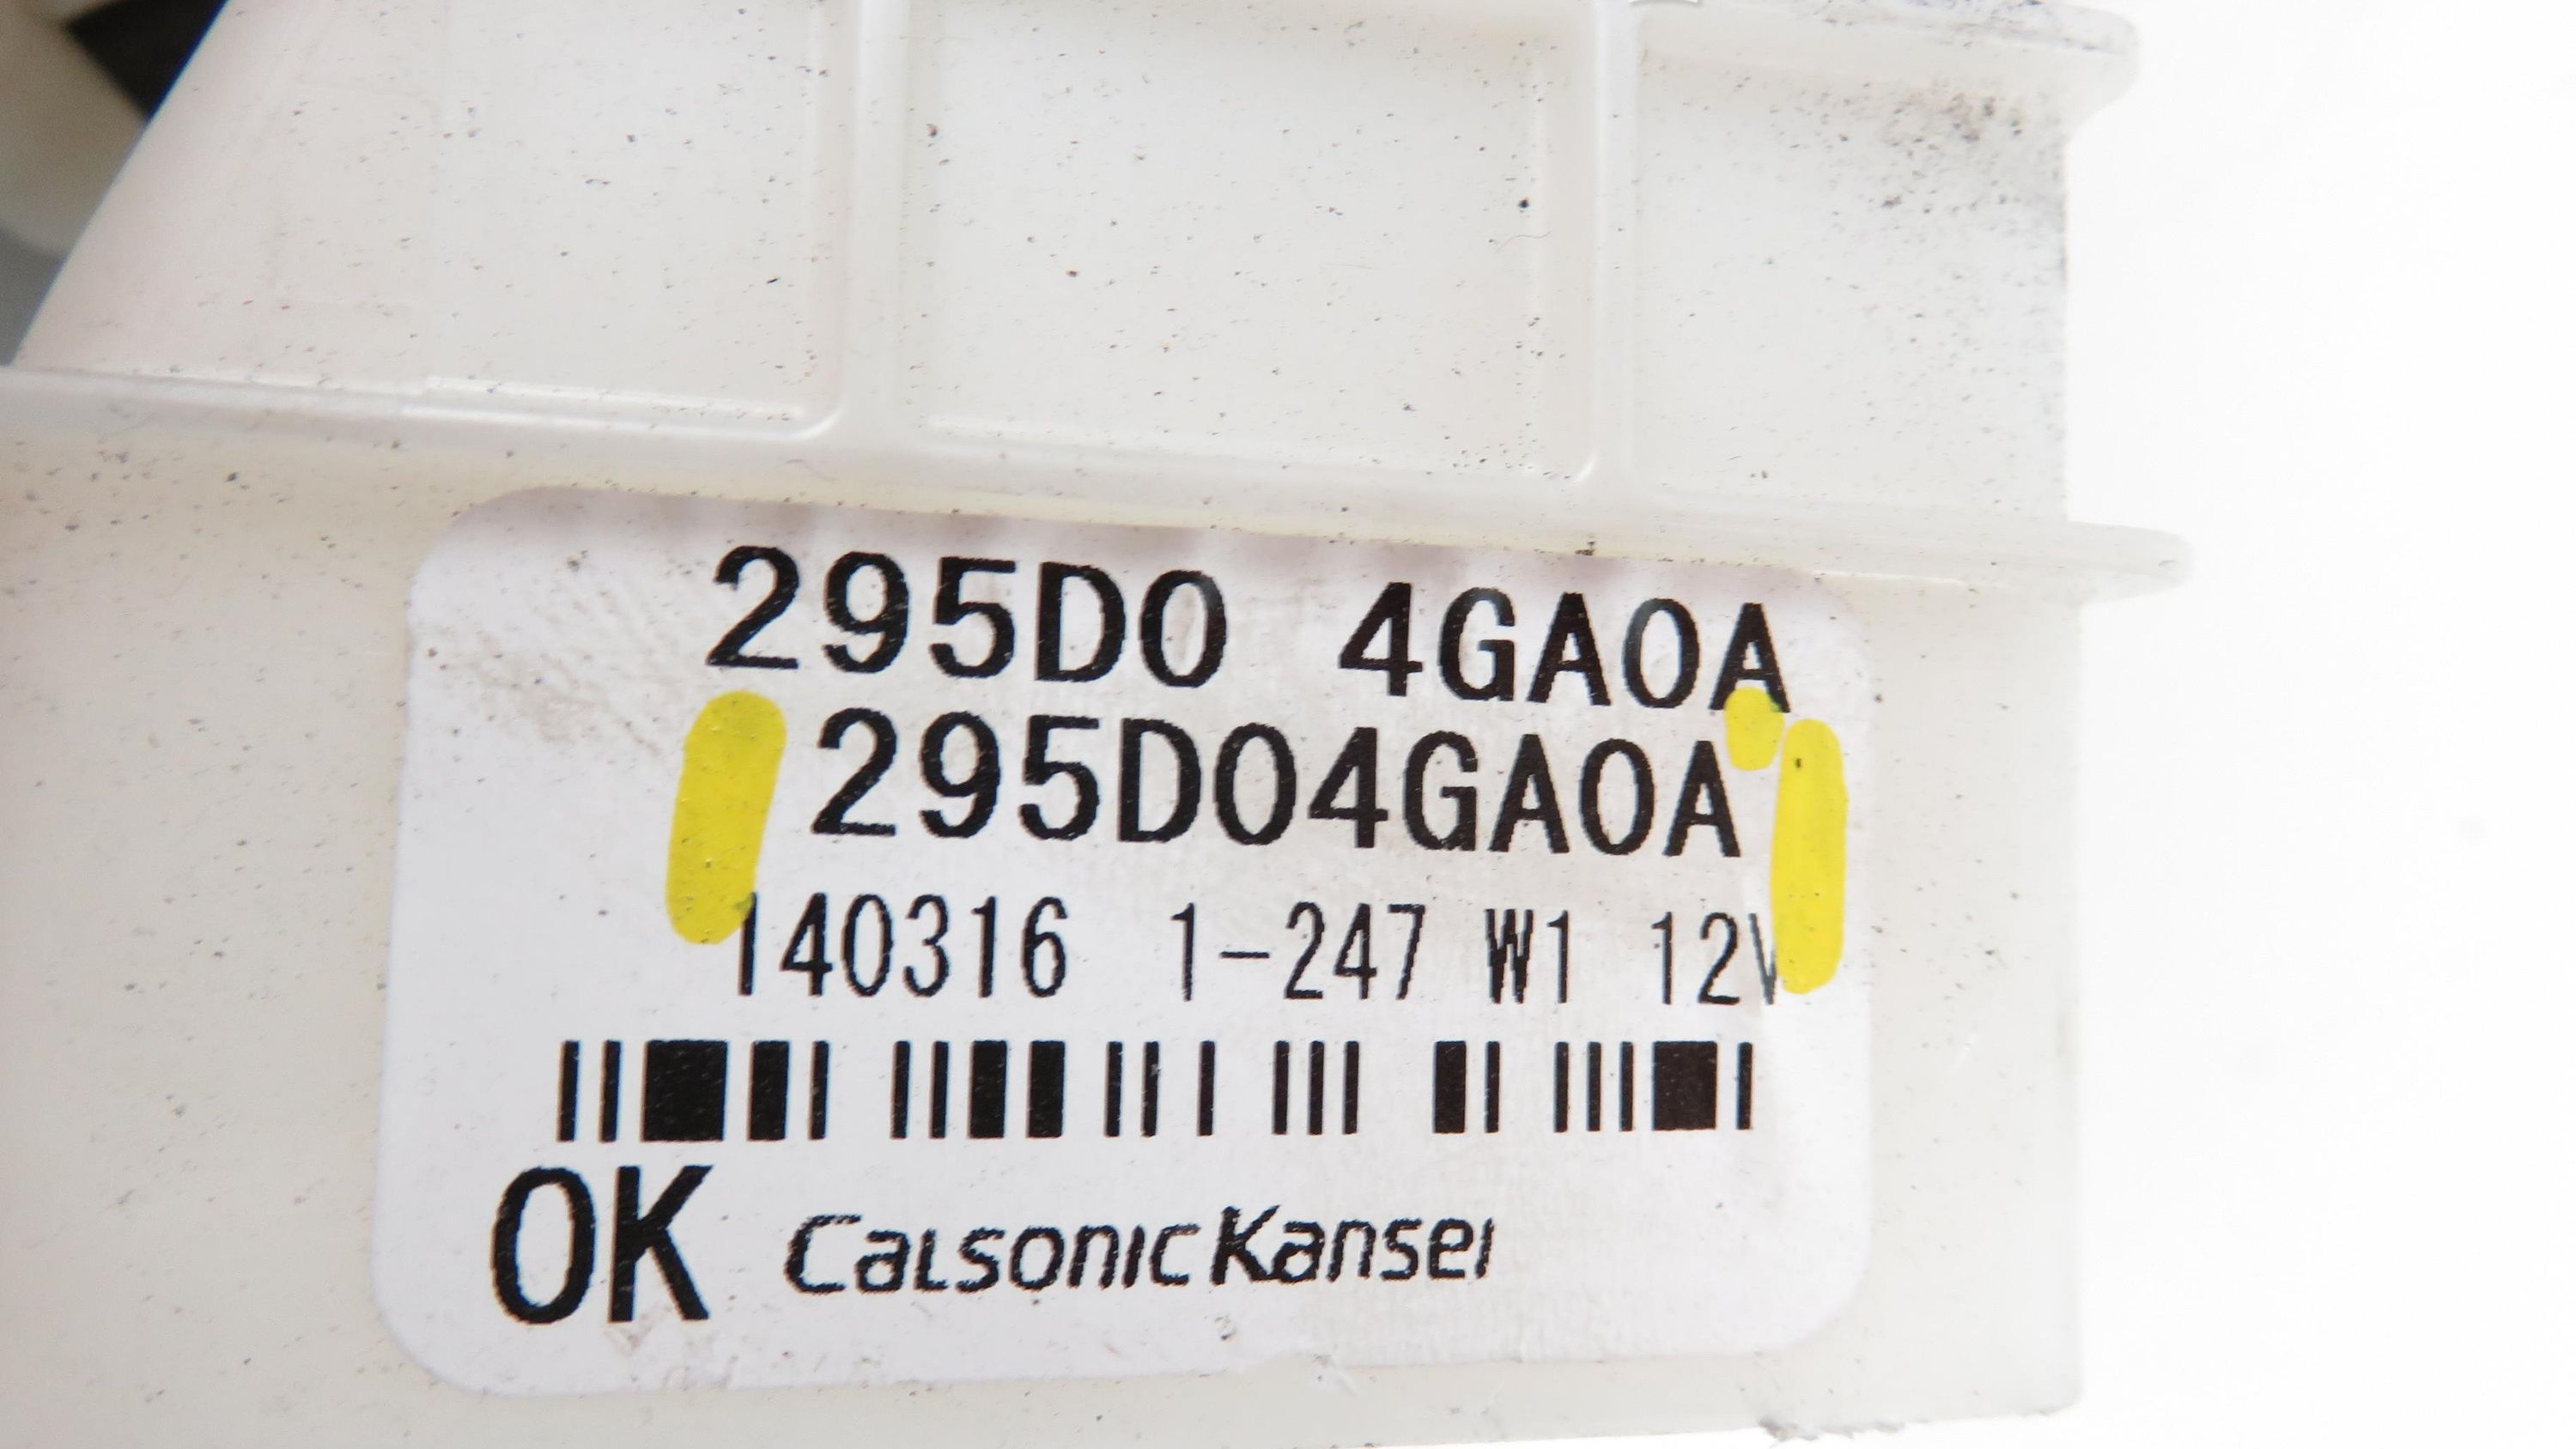 295D0 4GA0A
295D04GA0A
140316 1-247 W1 12V
OK CalsonicKansei